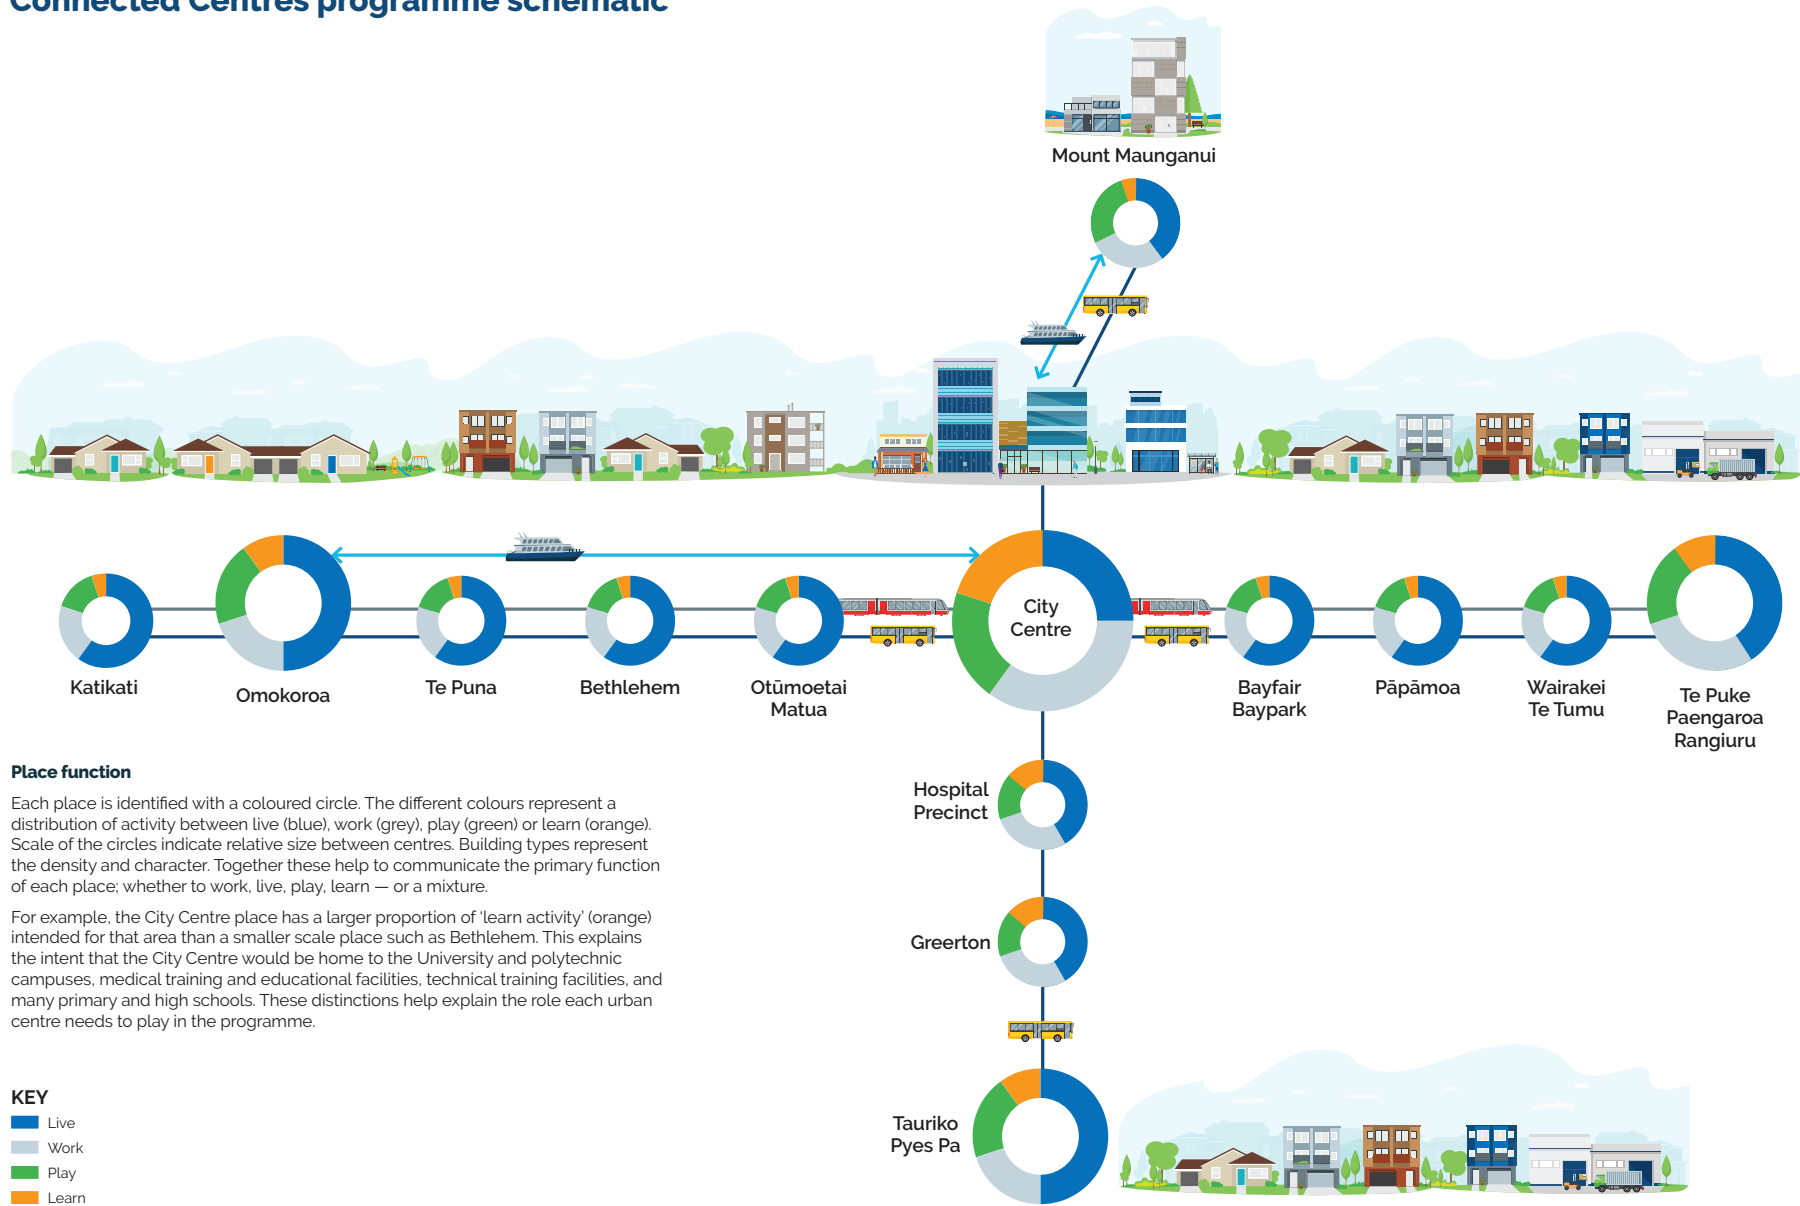 Connected Centres programme schematic
Mount Maunganui
City
Centre
Katikati
Omokoroa
Te Puna
Bethlehem
Otūmoetai
Matua
Bayfair
Baypark
Pāpāmoa
Wairakei
Te Tumu
Te Puke
Paengaroa
Rangiuru
Hospital
Precinct
Greerton
Tauriko
Pyes Pa
Place function
Each place is identified with a coloured circle. The different colours represent a
distribution of activity between live (blue), work (grey), play (green) or learn (orange).
Scale of the circles indicate relative size between centres. Building types represent
the density and character. Together these help to communicate the primary function
of each place; whether to work, live, play, learn — or a mixture.
For example, the City Centre place has a larger proportion of ‘learn activity’ (orange)
intended for that area than a smaller scale place such as Bethlehem. This explains
the intent that the City Centre would be home to the University and polytechnic
campuses, medical training and educational facilities, technical training facilities, and
many primary and high schools. These distinctions help explain the role each urban
centre needs to play in the programme.
KEY
Live
Work
Play
Learn